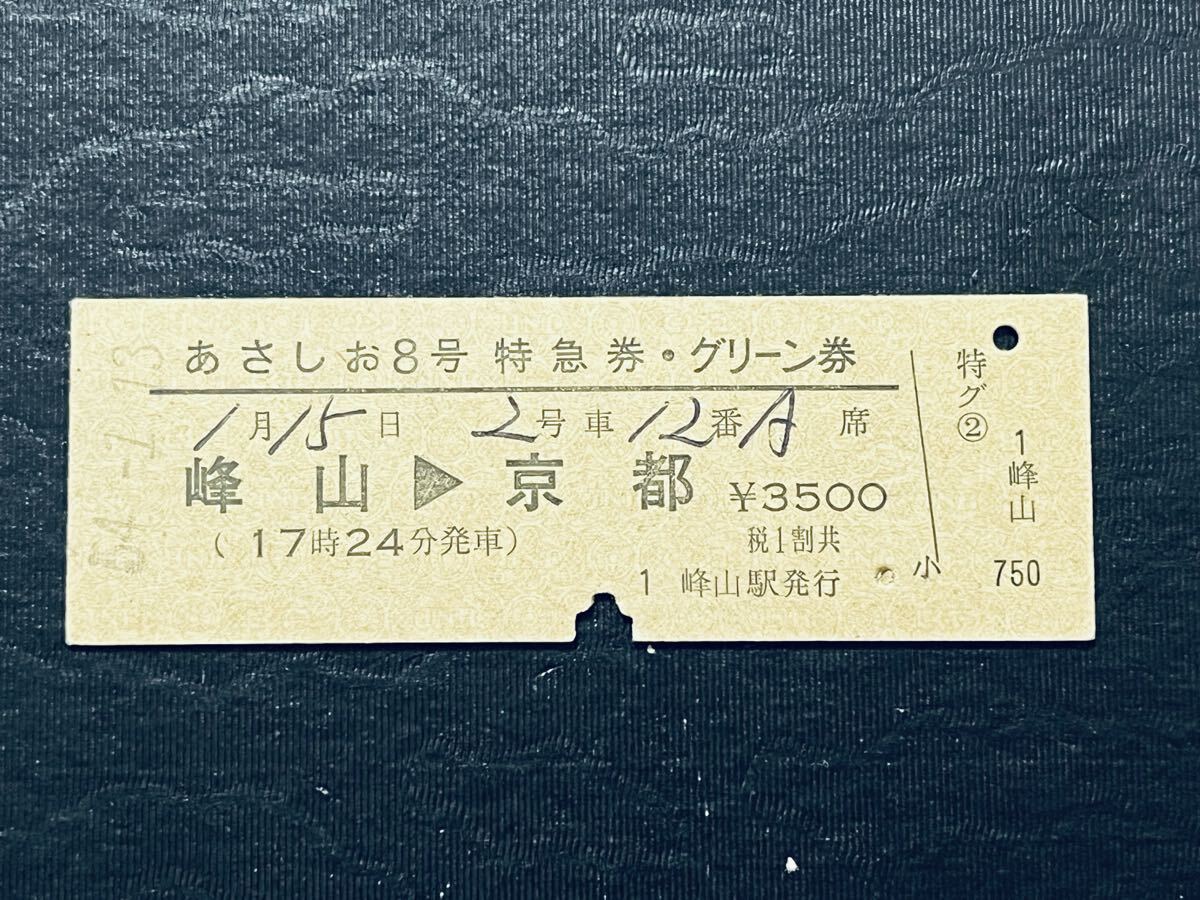 あさしお8号 特急券・グリーン券
1月15日 2号車12番A席
峰山▶京都 ¥3500
(17時24分発車) 税1割共
1 峰山駅発行
小
特グ②
1峰山
750
54.-1.13